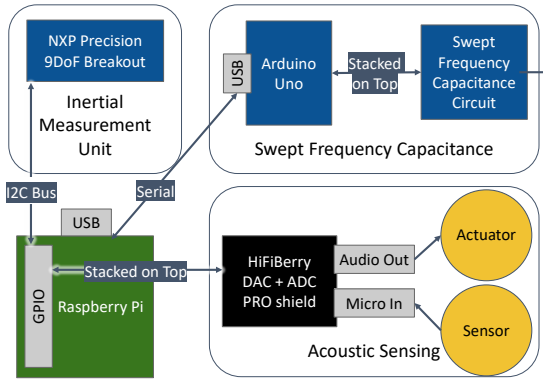 NXP Precision
9DoF Breakout
Inertial
Measurement
Unit
USB
Arduino
Uno
Stacked
on Top
Swept
Frequency
Capacitance
Circuit
Swept Frequency Capacitance
I2C Bus
Serial
USB
GPIO
Stacked on Top
Raspberry Pi
HiFiBerry
DAC + ADC
PRO shield
Audio Out
Micro In
Actuator
Sensor
Acoustic Sensing